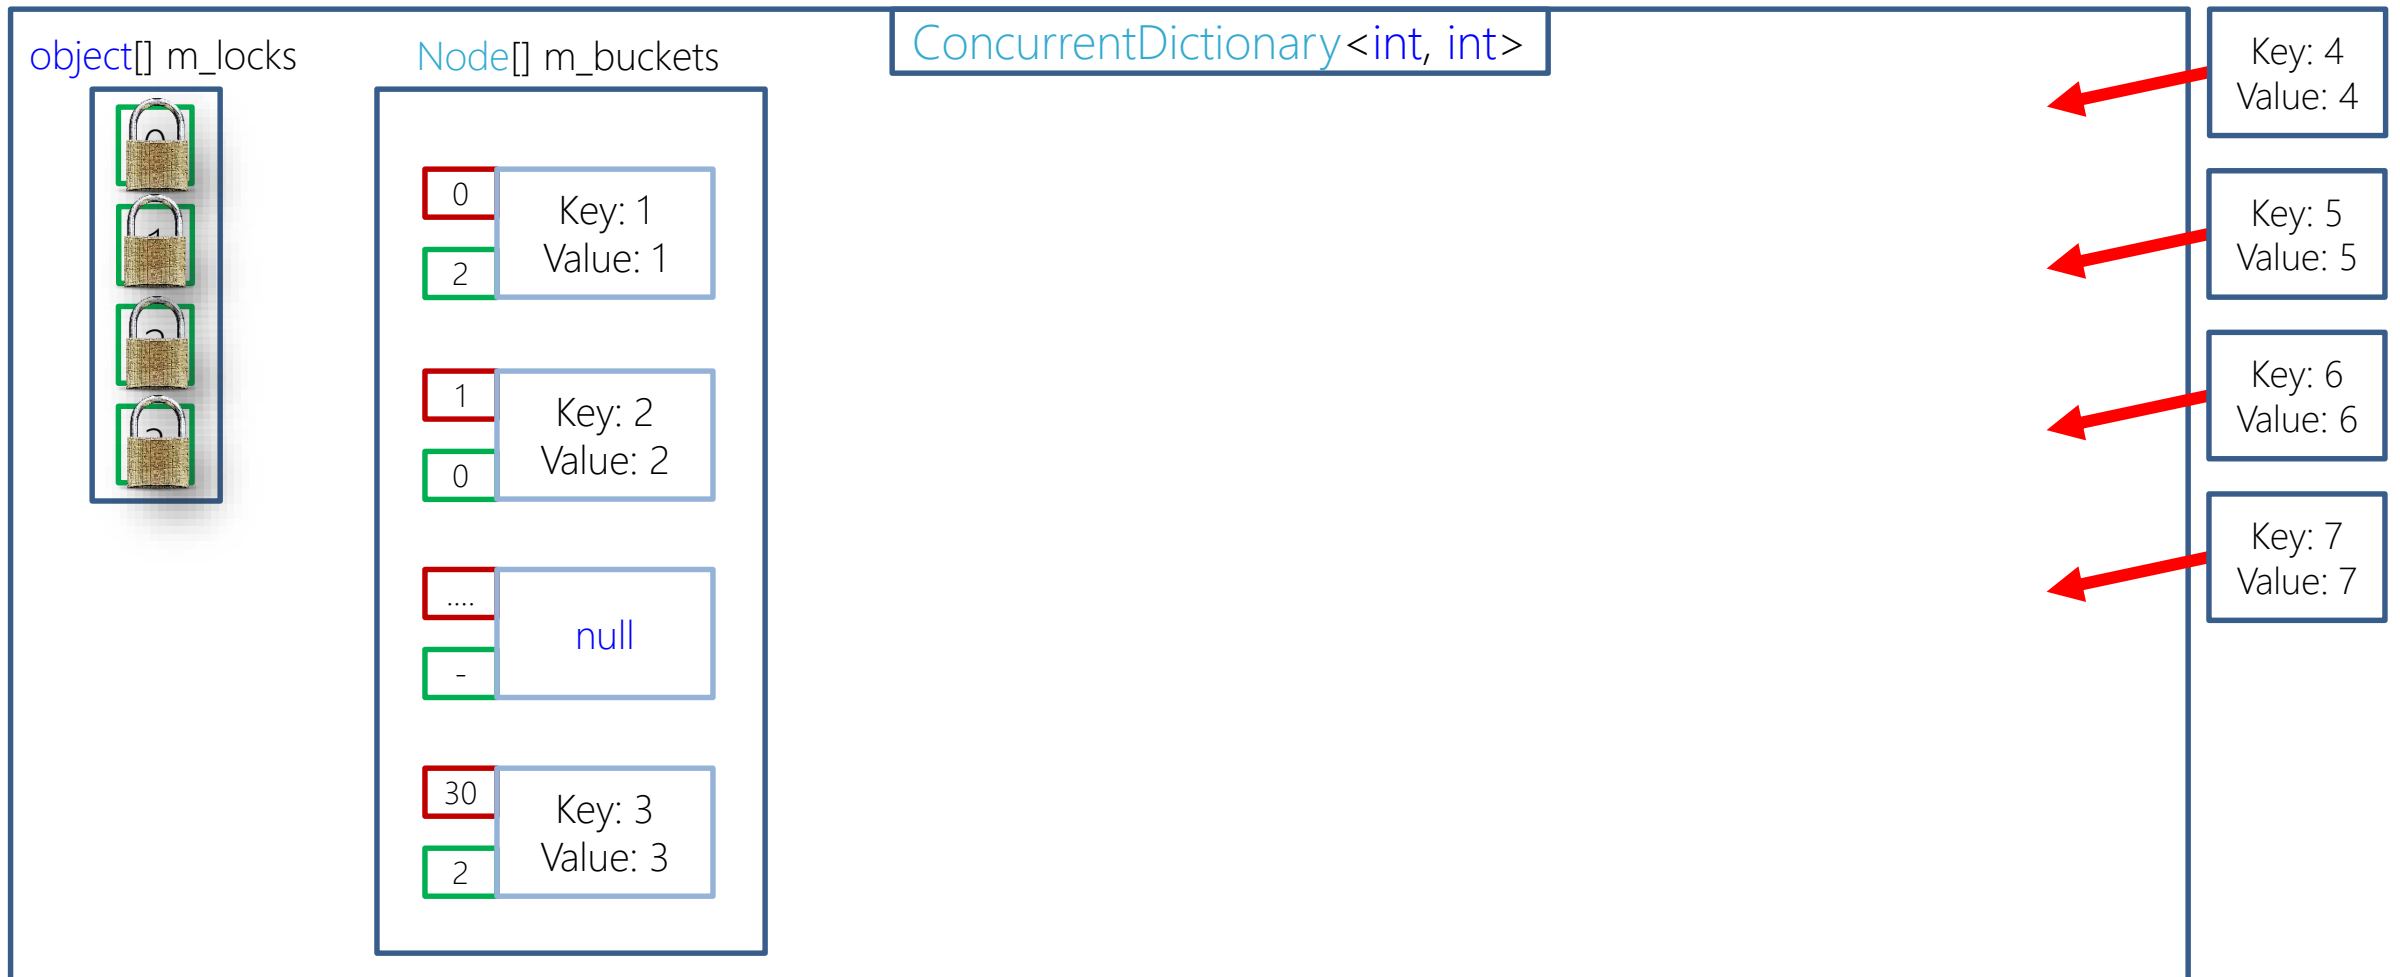 ConcurrentDictionary<int, int>
object[] m_locks
Node[] m_buckets
0
2
Key: 1
Value: 1
1
0
Key: 2
Value: 2
....
-
null
30
2
Key: 3
Value: 3
Key: 4
Value: 4
Key: 5
Value: 5
Key: 6
Value: 6
Key: 7
Value: 7